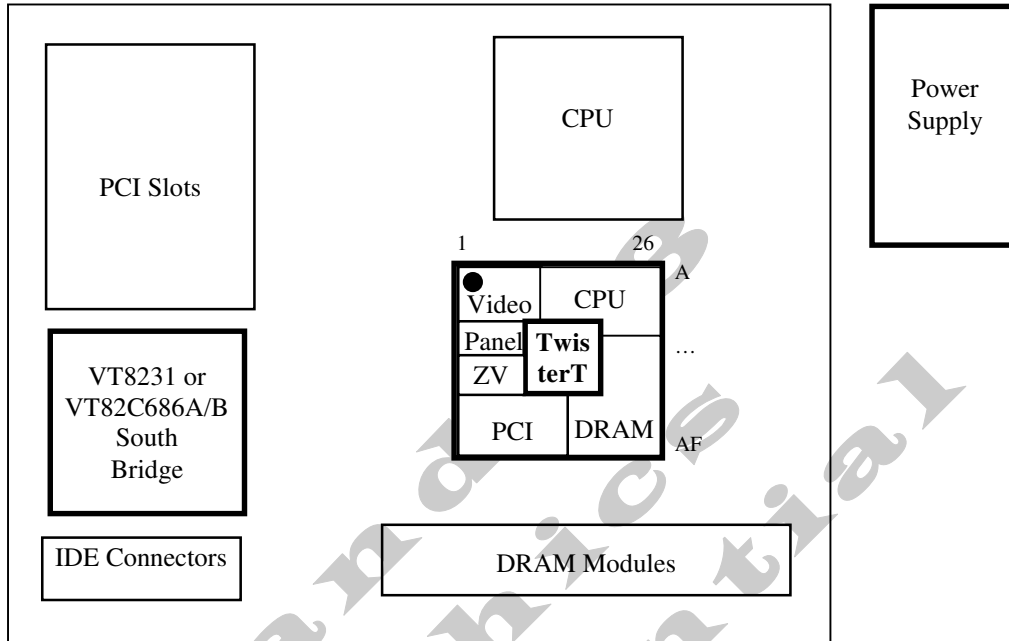 PCI Slots
CPU
Power
Supply
1
26
A
Video
CPU
Panel
Twis
terT
...
ZV
PCI
DRAM
AF
VT8231 or
VT82C686A/B
South
Bridge
IDE Connectors
DRAM Modules